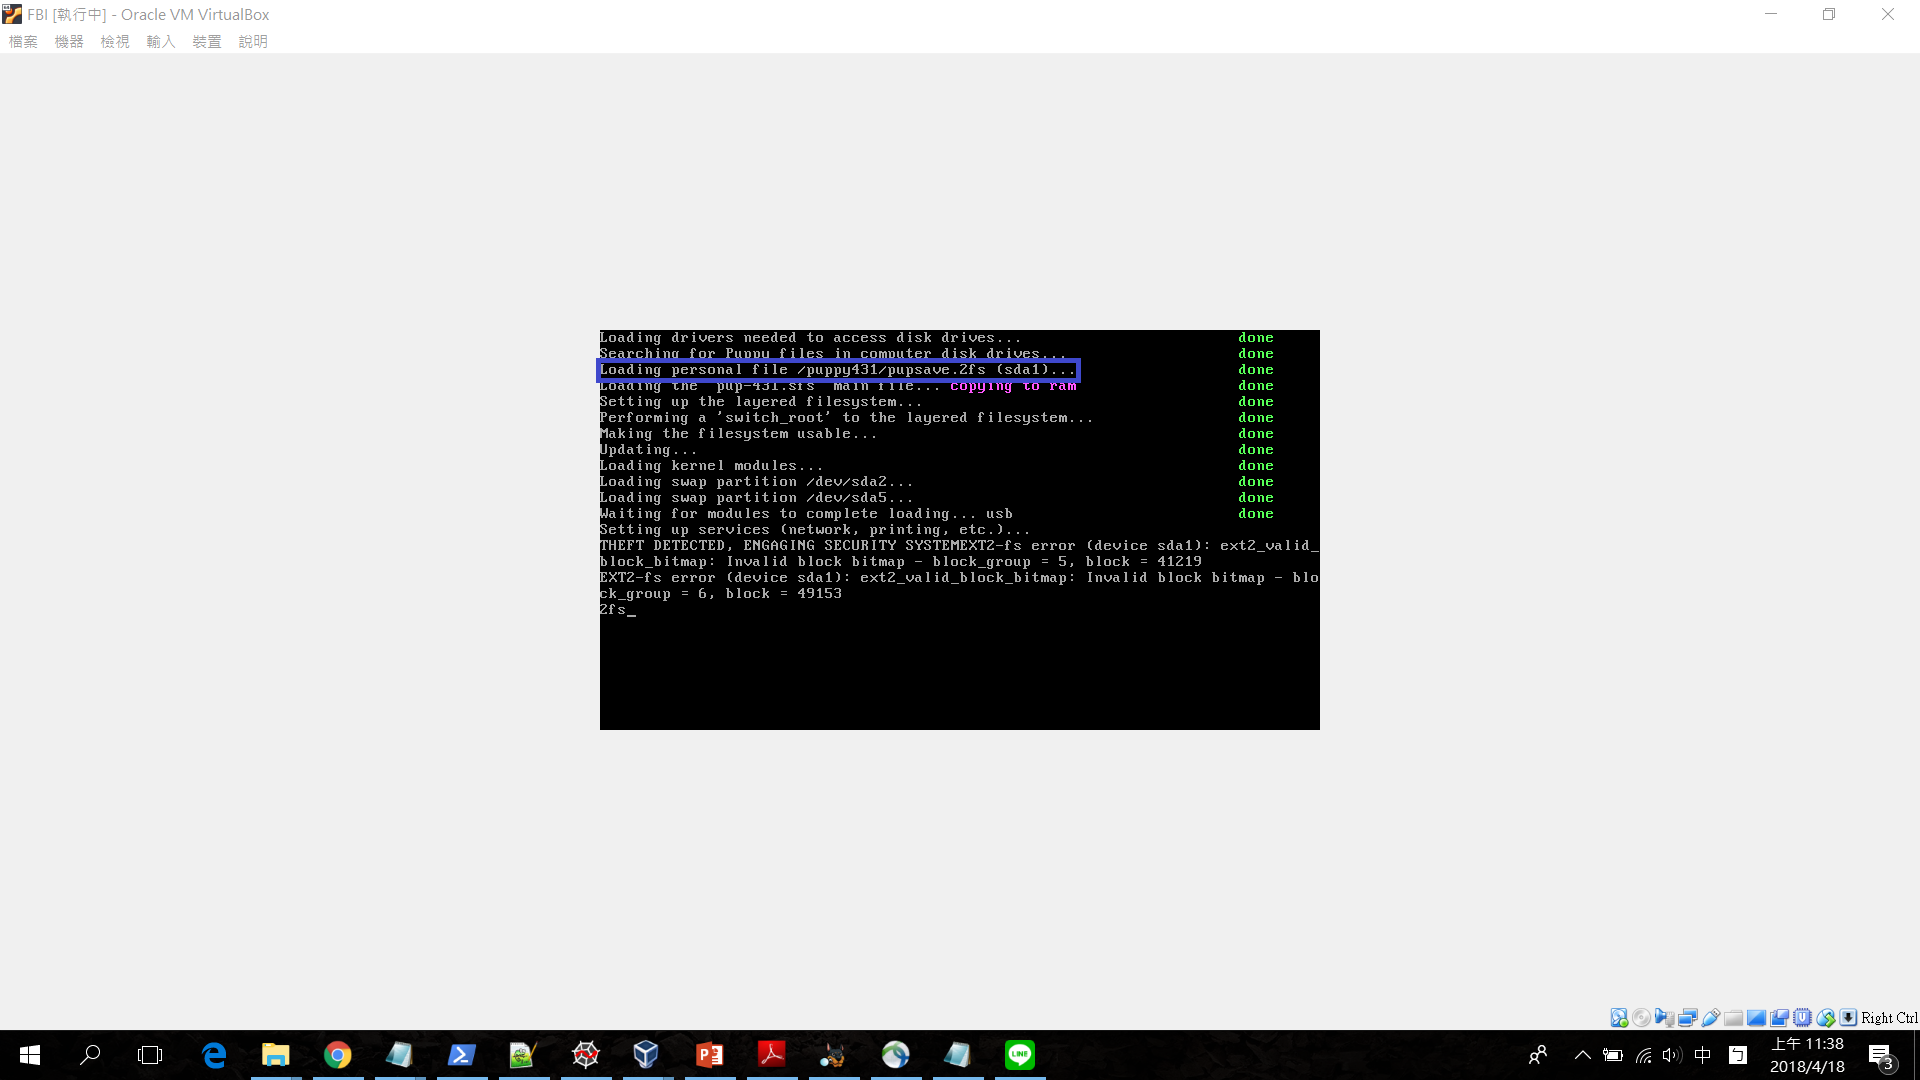 FBI [執行中] - Oracle VM VirtualBox
檔案 機器 檢視 輸入 裝置 說明
Loading drivers needed to access disk drives... done
Searching for Puppy files in computer disk drives... done
Loading personal file /puppy431/pupsave.2fs (sda1)... done
Loading the 'pup-431.sfs' main file... copying to ram done
Setting up the layered filesystem... done
Performing a 'switch_root' to the layered filesystem... done
Making the filesystem usable... done
Updating... done
Loading kernel modules... done
Loading swap partition /dev/sda2... done
Loading swap partition /dev/sda5... done
Waiting for modules to complete loading... usb done
Setting up services (network, printing, etc.)...
THEFT DETECTED, ENGAGING SECURITY SYSTEMEXT2-fs error (device sda1): ext2_valid_
block_bitmap: Invalid block bitmap - block_group = 5, block = 41219
EXT2-fs error (device sda1): ext2_valid_block_bitmap: Invalid block bitmap - blo
ck_group = 6, block = 49153
2fs_
Right Ctrl
LINE
中
上午 11:38
2018/4/18
3